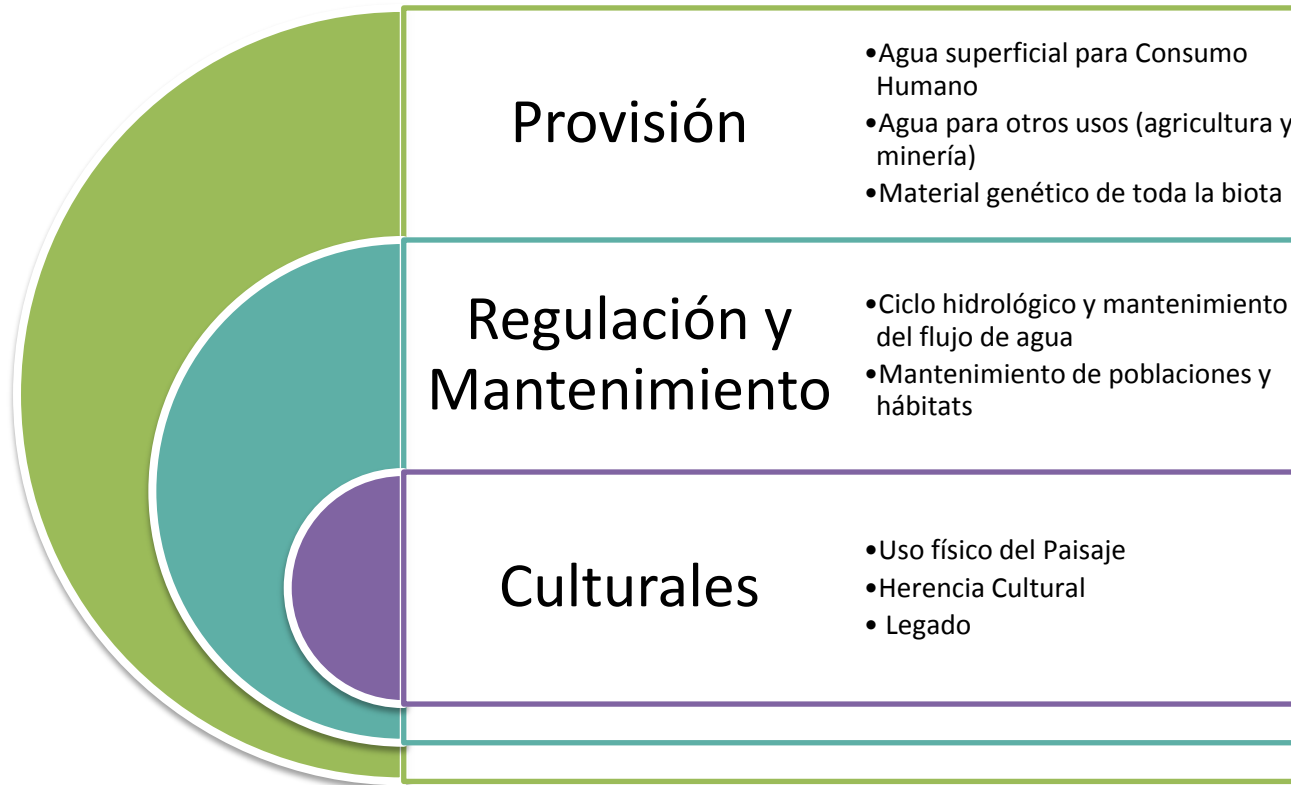 Provisión
•Agua superficial para Consumo
Humano
•Agua para otros usos (agricultura y
minería)
•Material genético de toda la biota
Regulación y
Mantenimiento
•Ciclo hidrológico y mantenimiento
del flujo de agua
•Mantenimiento de poblaciones y
hábitats
Culturales
•Uso físico del Paisaje
•Herencia Cultural
• Legado